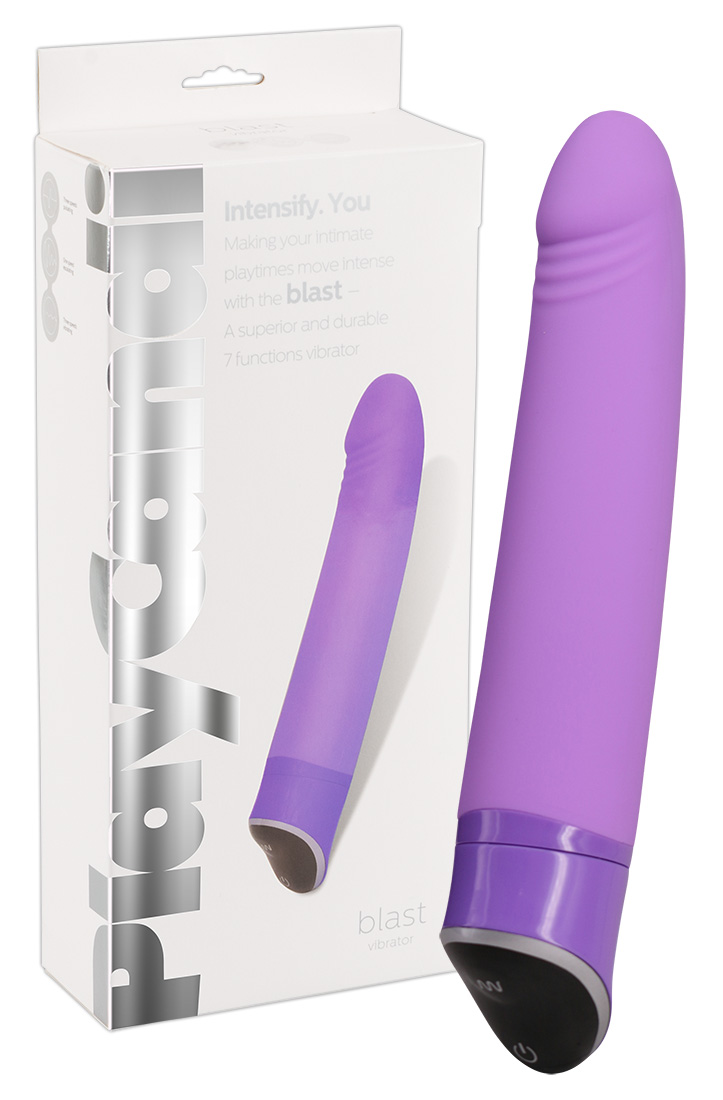 blast
PlayCandi
Intensify. You
Making your intimate
playtimes move intense
with the blast –
A superior and durable
7 functions vibrator
blast
vibrator